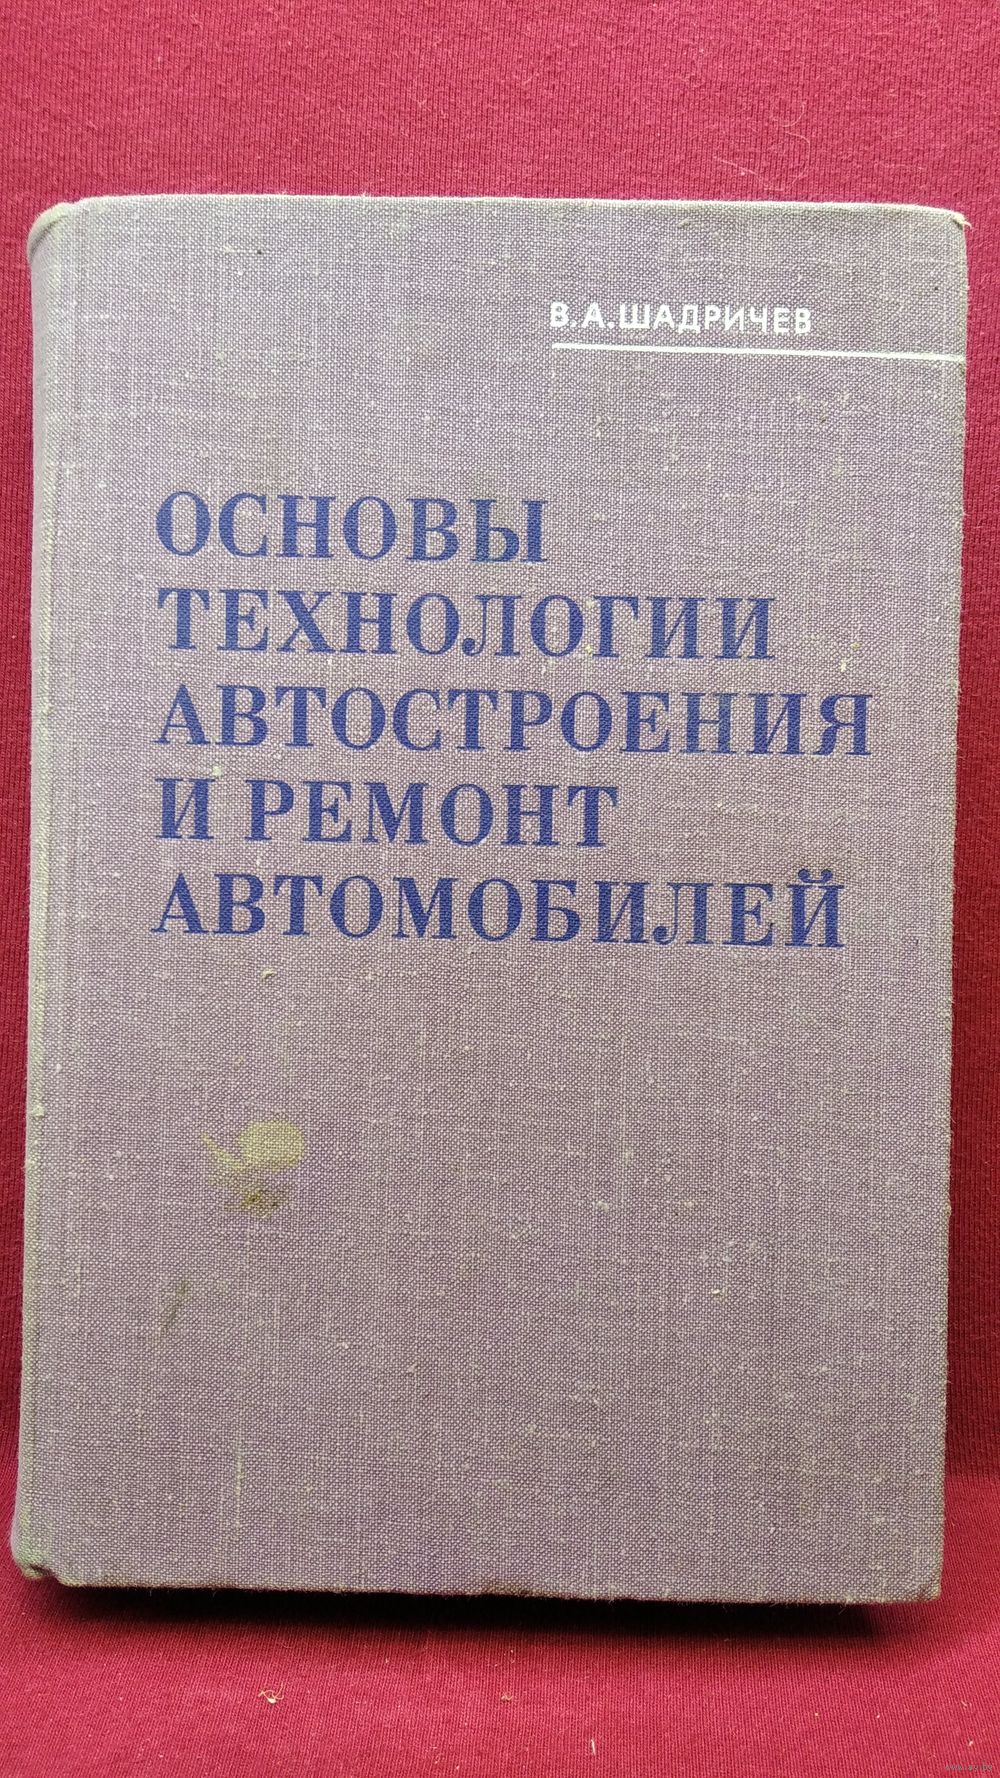 В. А. ШАДРИЧЕВ
ОСНОВЫ
ТЕХНОЛОГИИ
АВТОСТРОЕНИЯ
И РЕМОНТ
АВТОМОБИЛЕЙ